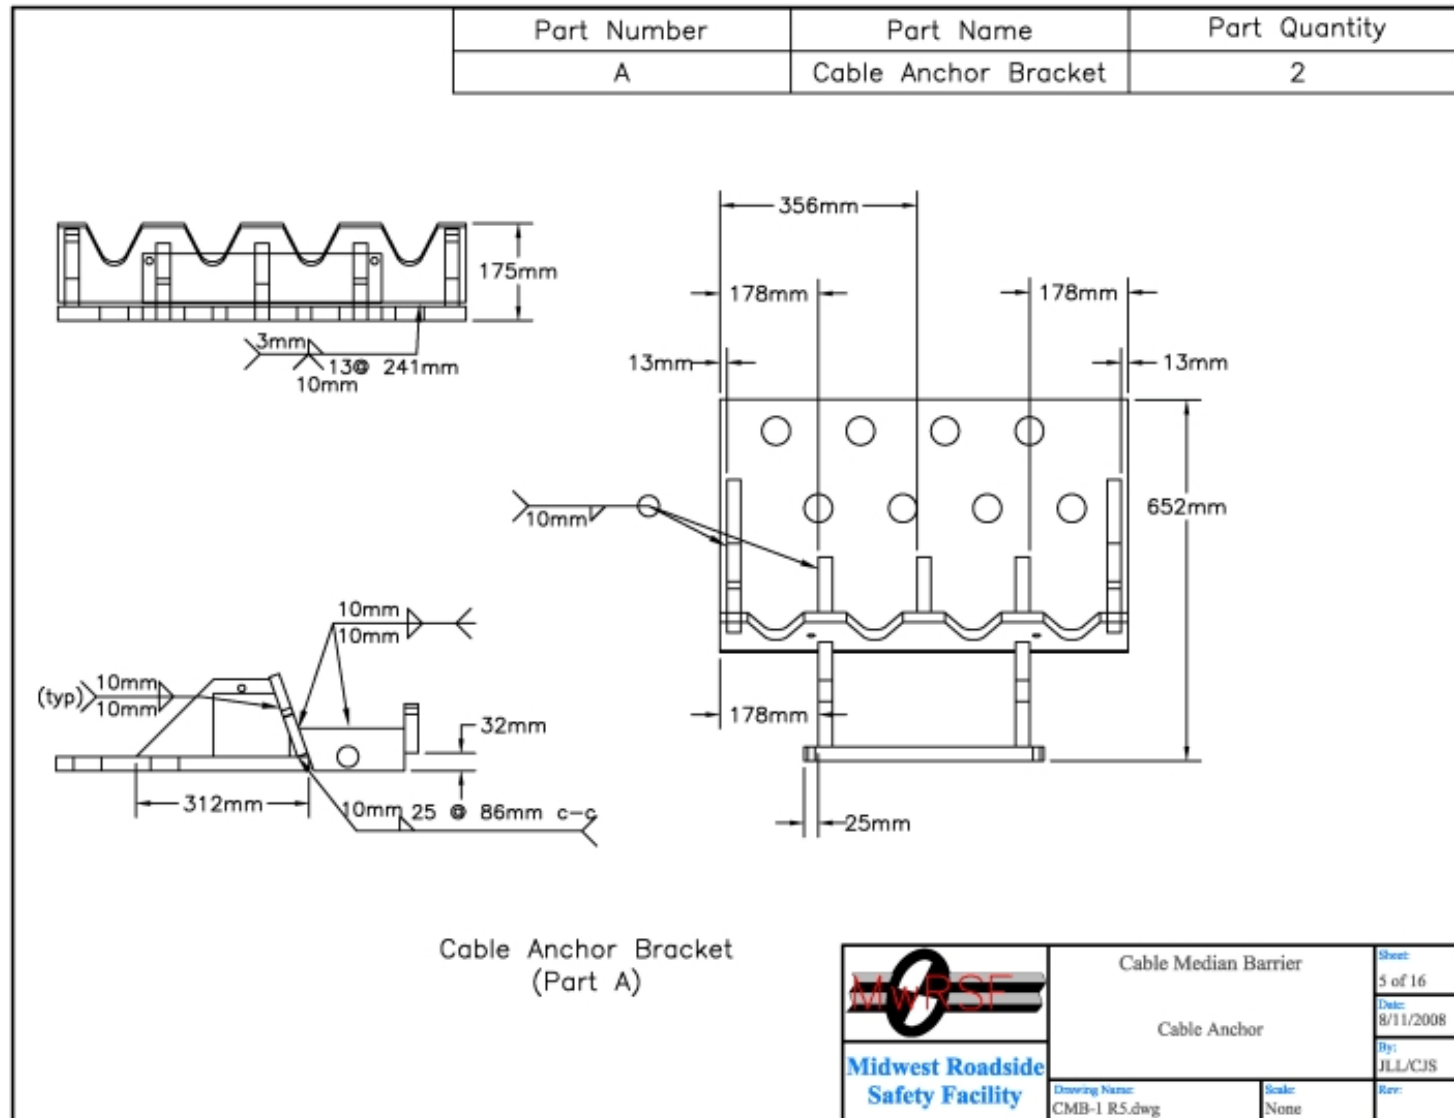 Part Number Part Name Part Quantity
A Cable Anchor Bracket 2
356mm
175mm
178mm 178mm
3mm
13@ 241mm
10mm
13mm 13mm
652mm
10mm
10mm
10mm
(typ) 10mm
10mm
32mm
178mm
312mm
10mm 25 @ 86mm c-c
25mm
Cable Anchor Bracket
(Part A)
MwRSF
Midwest Roadside
Safety Facility
Cable Median Barrier
Cable Anchor
Sheet:
5 of 16
Date:
8/11/2008
By:
JLL/CJS
Drawing Name:
CMB-1 R5.dwg
Scale:
None
Rev: